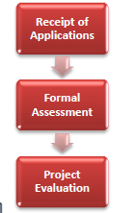 Receipt of
Applications
Formal
Assessment
Project
Evaluation